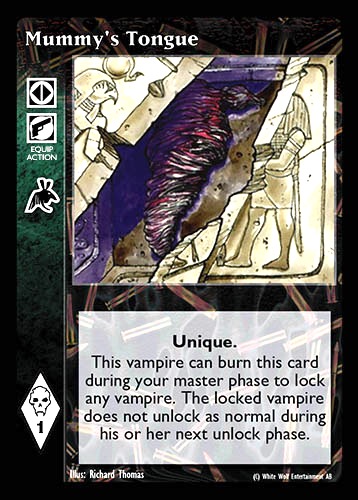 Mummy's Tongue
EQUIP
ACTION
Unique.
This vampire can burn this card
during your master phase to lock
any vampire. The locked vampire
does not unlock as normal during
his or her next unlock phase.
1
Illus: Richard Thomas
(C) White Wolf Entertainment AB